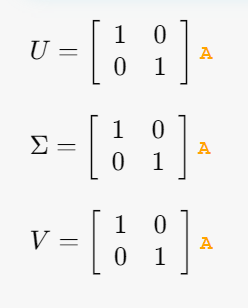 U = [ 1 0 ] A
[ 0 1 ]
Σ = [ 1 0 ] A
[ 0 1 ]
V = [ 1 0 ] A
[ 0 1 ]